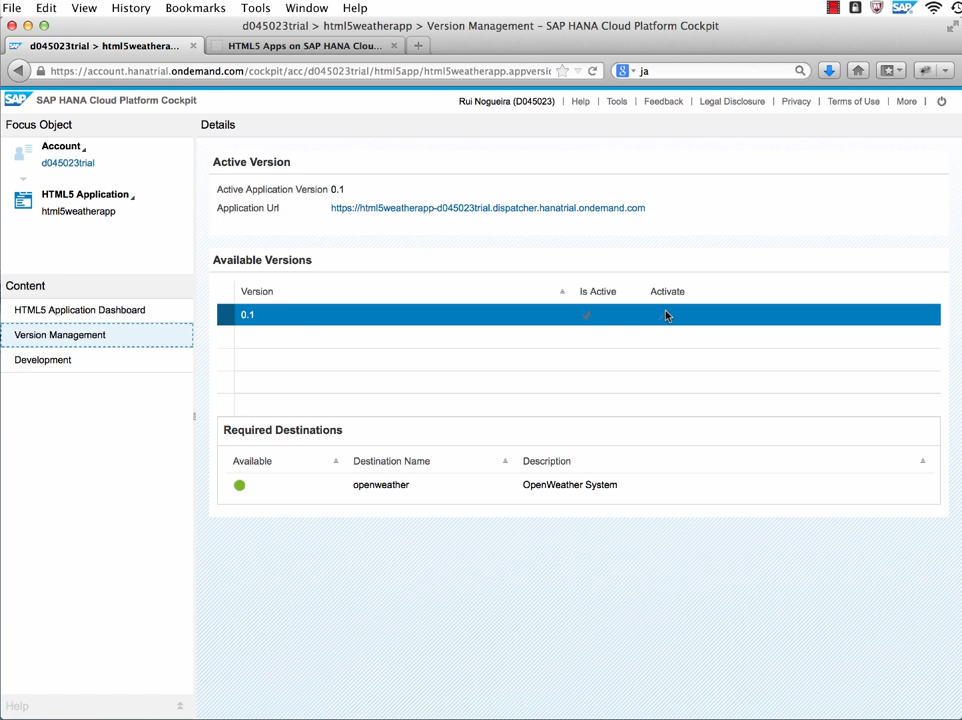 File Edit View History Bookmarks Tools Window Help SAP
d045023trial > html5weatherapp > Version Management – SAP HANA Cloud Platform Cockpit
SAP d045023trial > html5weathera... × HTML5 Apps on SAP HANA Clou... × +
https://account.hanatrial.ondemand.com/cockpit/acc/d045023trial/html5app/html5weatherapp.appversic 8 ja
SAP SAP HANA Cloud Platform Cockpit Rui Nogueira (D045023) | Help | Tools | Feedback | Legal Disclosure | Privacy | Terms of Use | More |
Focus Object Details
Account
d045023trial
HTML5 Application
html5weatherapp
Active Version
Active Application Version 0.1
Application Url https://html5weatherapp-d045023trial.dispatcher.hanatrial.ondemand.com
Available Versions
Content
HTML5 Application Dashboard
Version Management
Development
Version Is Active Activate
0.1
Required Destinations
Available Destination Name Description
openweather OpenWeather System
Help